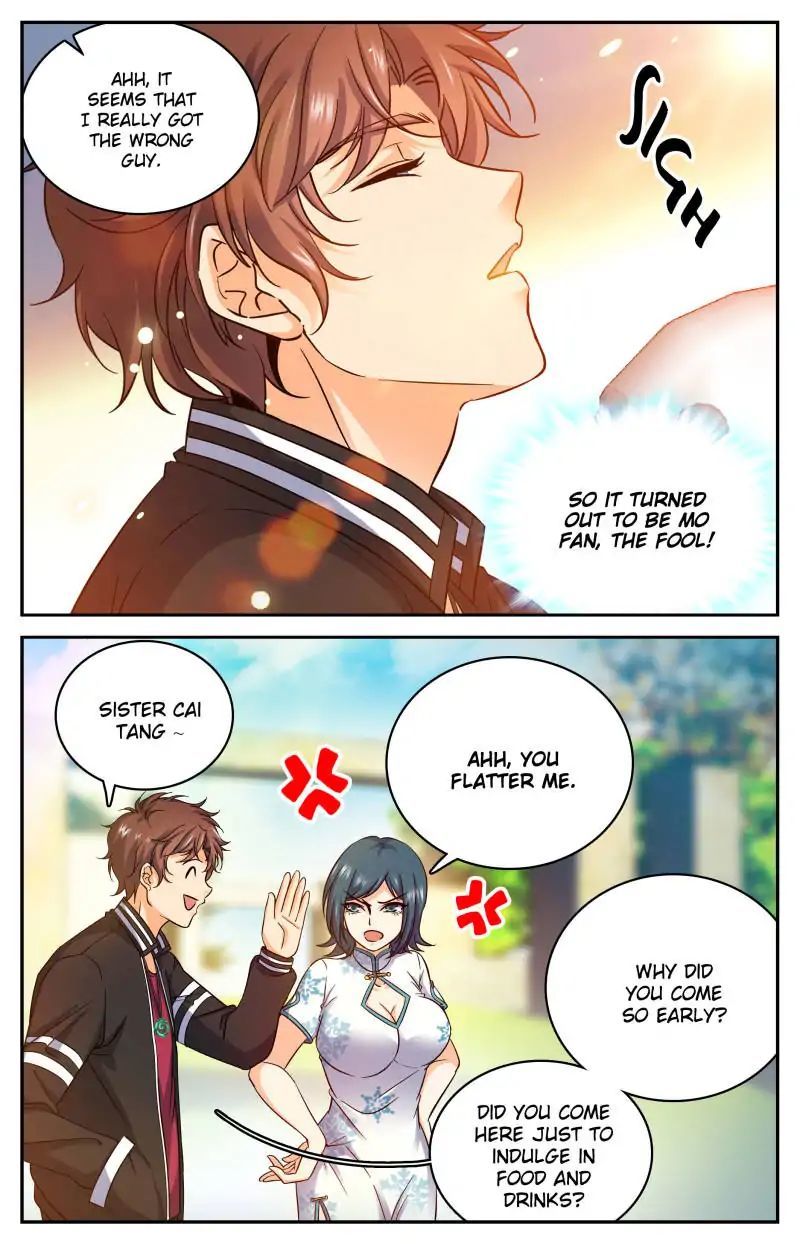 AHH, IT
SEEMS THAT
I REALLY GOT
THE WRONG
GUY.
SIGH
SO IT TURNED
OUT TO BE MO
FAN, THE FOOL!
SISTER CAI
TANG ~
AHH, YOU
FLATTER ME.
WHY DID
YOU COME
SO EARLY?
DID YOU COME
HERE JUST TO
INDULGE IN
FOOD AND
DRINKS?